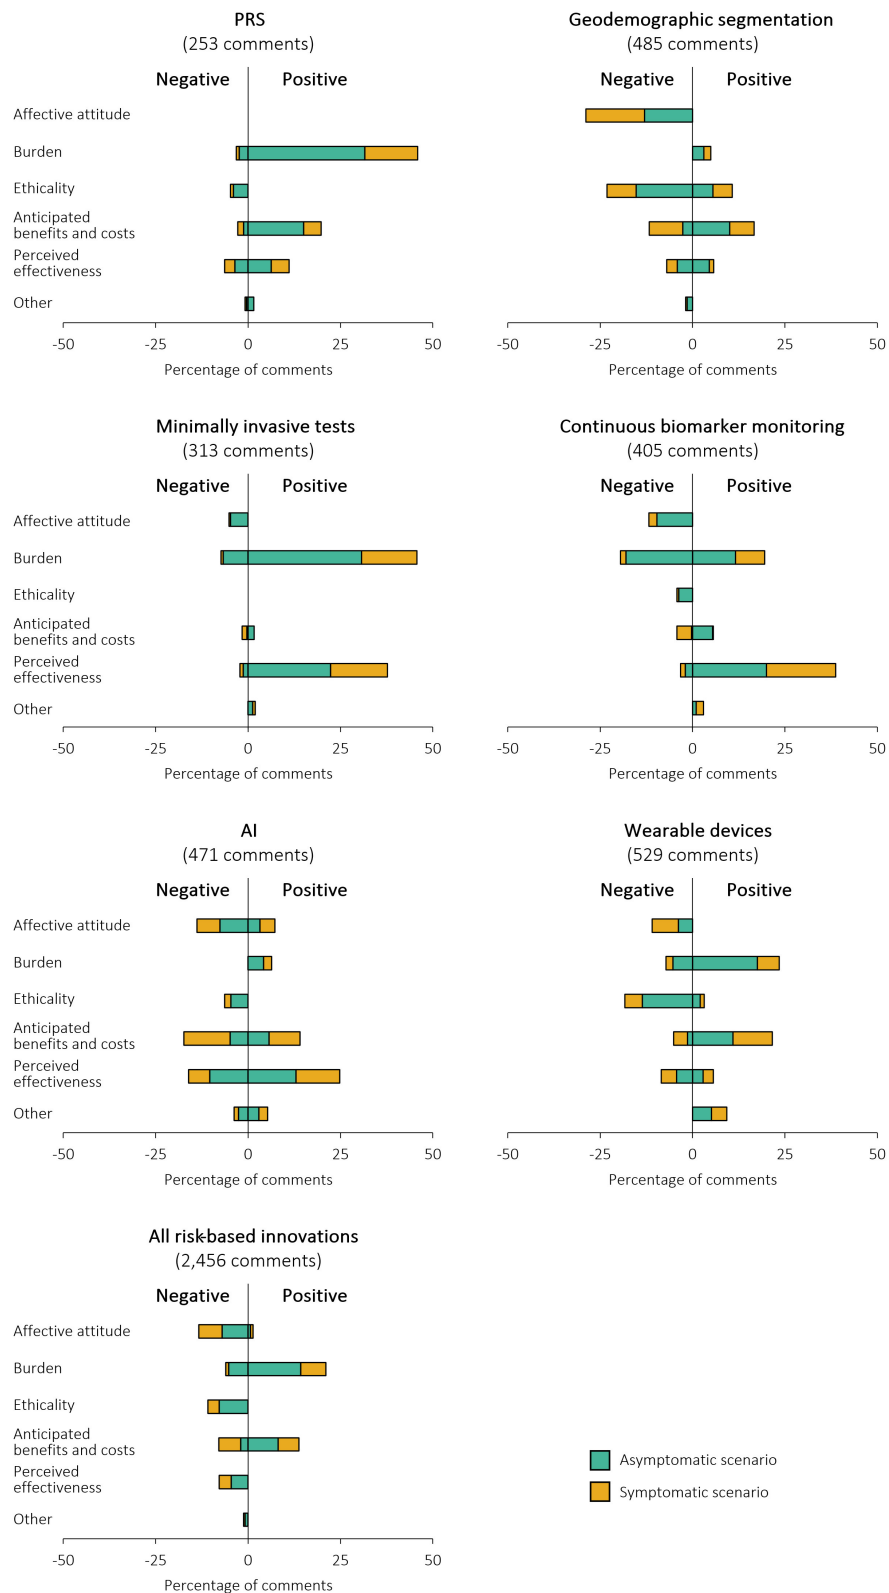 PRS
(253 comments)
Negative
Positive
Affective attitude
Burden
Ethicality
Anticipated
benefits and costs
Perceived
effectiveness
Other
-50
-25
0
25
50
Percentage of comments
Geodemographic segmentation
(485 comments)
Negative
Positive
-50
-25
0
25
50
Percentage of comments
Minimally invasive tests
(313 comments)
Negative
Positive
Affective attitude
Burden
Ethicality
Anticipated
benefits and costs
Perceived
effectiveness
Other
-50
-25
0
25
50
Percentage of comments
Continuous biomarker monitoring
(405 comments)
Negative
Positive
-50
-25
0
25
50
Percentage of comments
AI
(471 comments)
Negative
Positive
Affective attitude
Burden
Ethicality
Anticipated
benefits and costs
Perceived
effectiveness
Other
-50
-25
0
25
50
Percentage of comments
Wearable devices
(529 comments)
Negative
Positive
-50
-25
0
25
50
Percentage of comments
All risk-based innovations
(2,456 comments)
Negative
Positive
Affective attitude
Burden
Ethicality
Anticipated
benefits and costs
Perceived
effectiveness
Other
-50
-25
0
25
50
Percentage of comments
Asymptomatic scenario
Symptomatic scenario